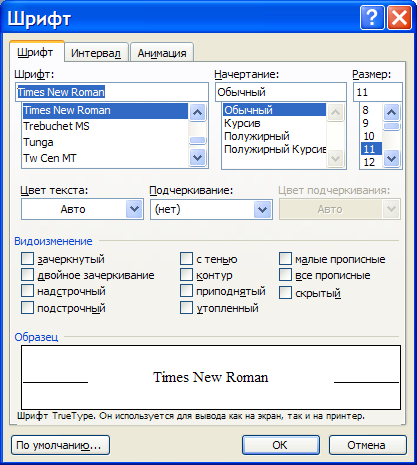 Шрифт
Шрифт Интервал Анимация
Шрифт: Начертание: Размер:
Times New Roman Обычный 11
Times New Roman Обычный 8
Trebuchet MS Курсив 9
Tunga Полужирный 10
Tw Cen MT Полужирный Курсив 11
12
Цвет текста: Подчеркивание: Цвет подчеркивания:
Авто (нет) Авто
Видоизменение
зачеркнутый с тенью малые прописные
двойное зачеркивание контур все прописные
надстрочный приподнятый скрытый
подстрочный утопленный
Образец
Times New Roman
Шрифт TrueType. Он используется для вывода как на экран, так и на принтер.
По умолчанию... ОК Отмена